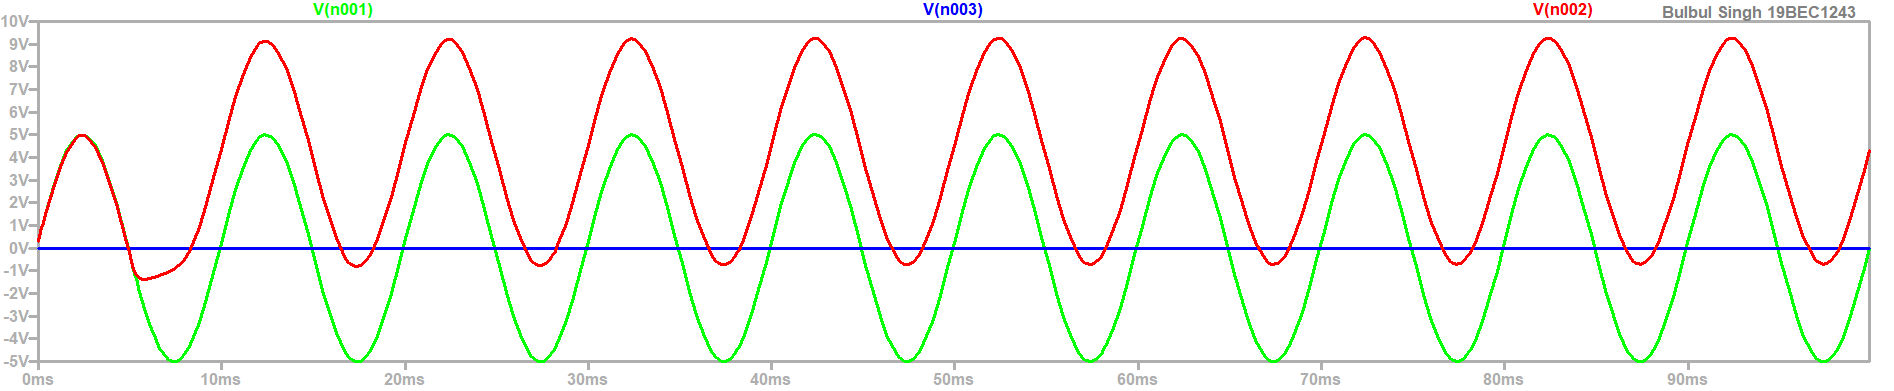 V(n001) V(n003) V(n002) Bulbul Singh 19BEC1243
10V
9V
8V
7V
6V
5V
4V
3V
2V
1V
0V
-1V
-2V
-3V
-4V
-5V
0ms 10ms 20ms 30ms 40ms 50ms 60ms 70ms 80ms 90ms